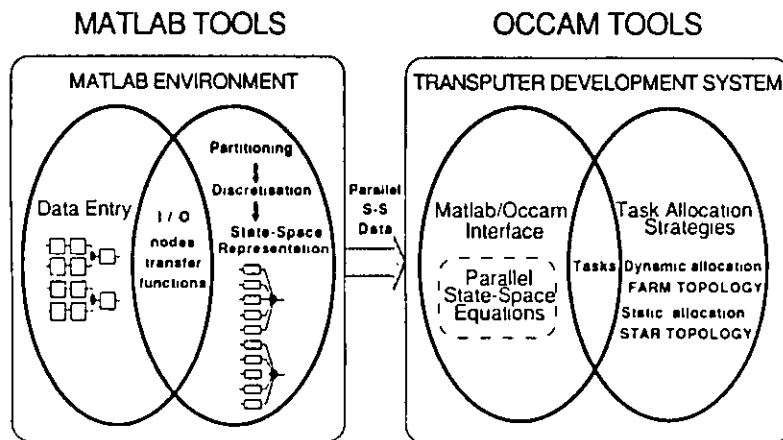 MATLAB TOOLS
OCCAM TOOLS
MATLAB ENVIRONMENT
Data Entry
I / O
nodes
transfer
functions
Partitioning
Discretisation
State-Space
Representation
Parallel
S-S
Data
TRANSPUTER DEVELOPMENT SYSTEM
Matlab/Occam
Interface
Parallel
State-Space
Equations
Tasks
Task Allocation
Strategies
Dynamic allocation
FARM TOPOLOGY
Static allocation
STAR TOPOLOGY